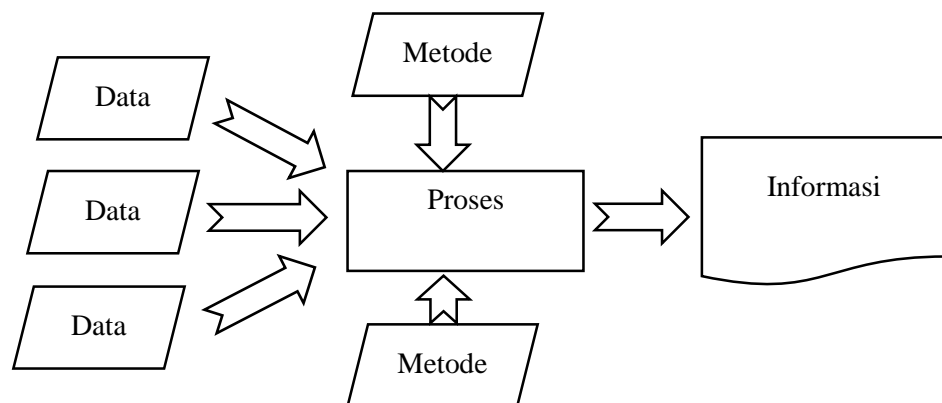 Metode
Data
Data
Proses
Informasi
Data
Metode